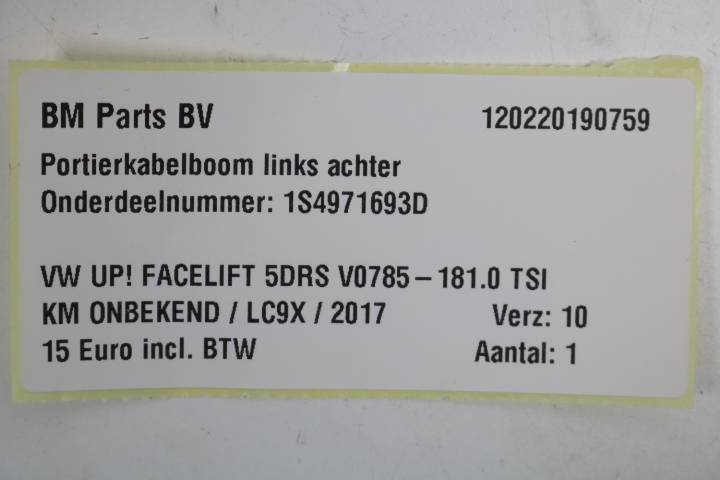 BM Parts BV 120220190759
Portierkabelboom links achter
Onderdeelnummer: 1S4971693D
VW UP! FACELIFT 5DRS V0785 – 181.0 TSI
KM ONBEKEND / LC9X / 2017 Verz: 10
15 Euro incl. BTW Aantal: 1